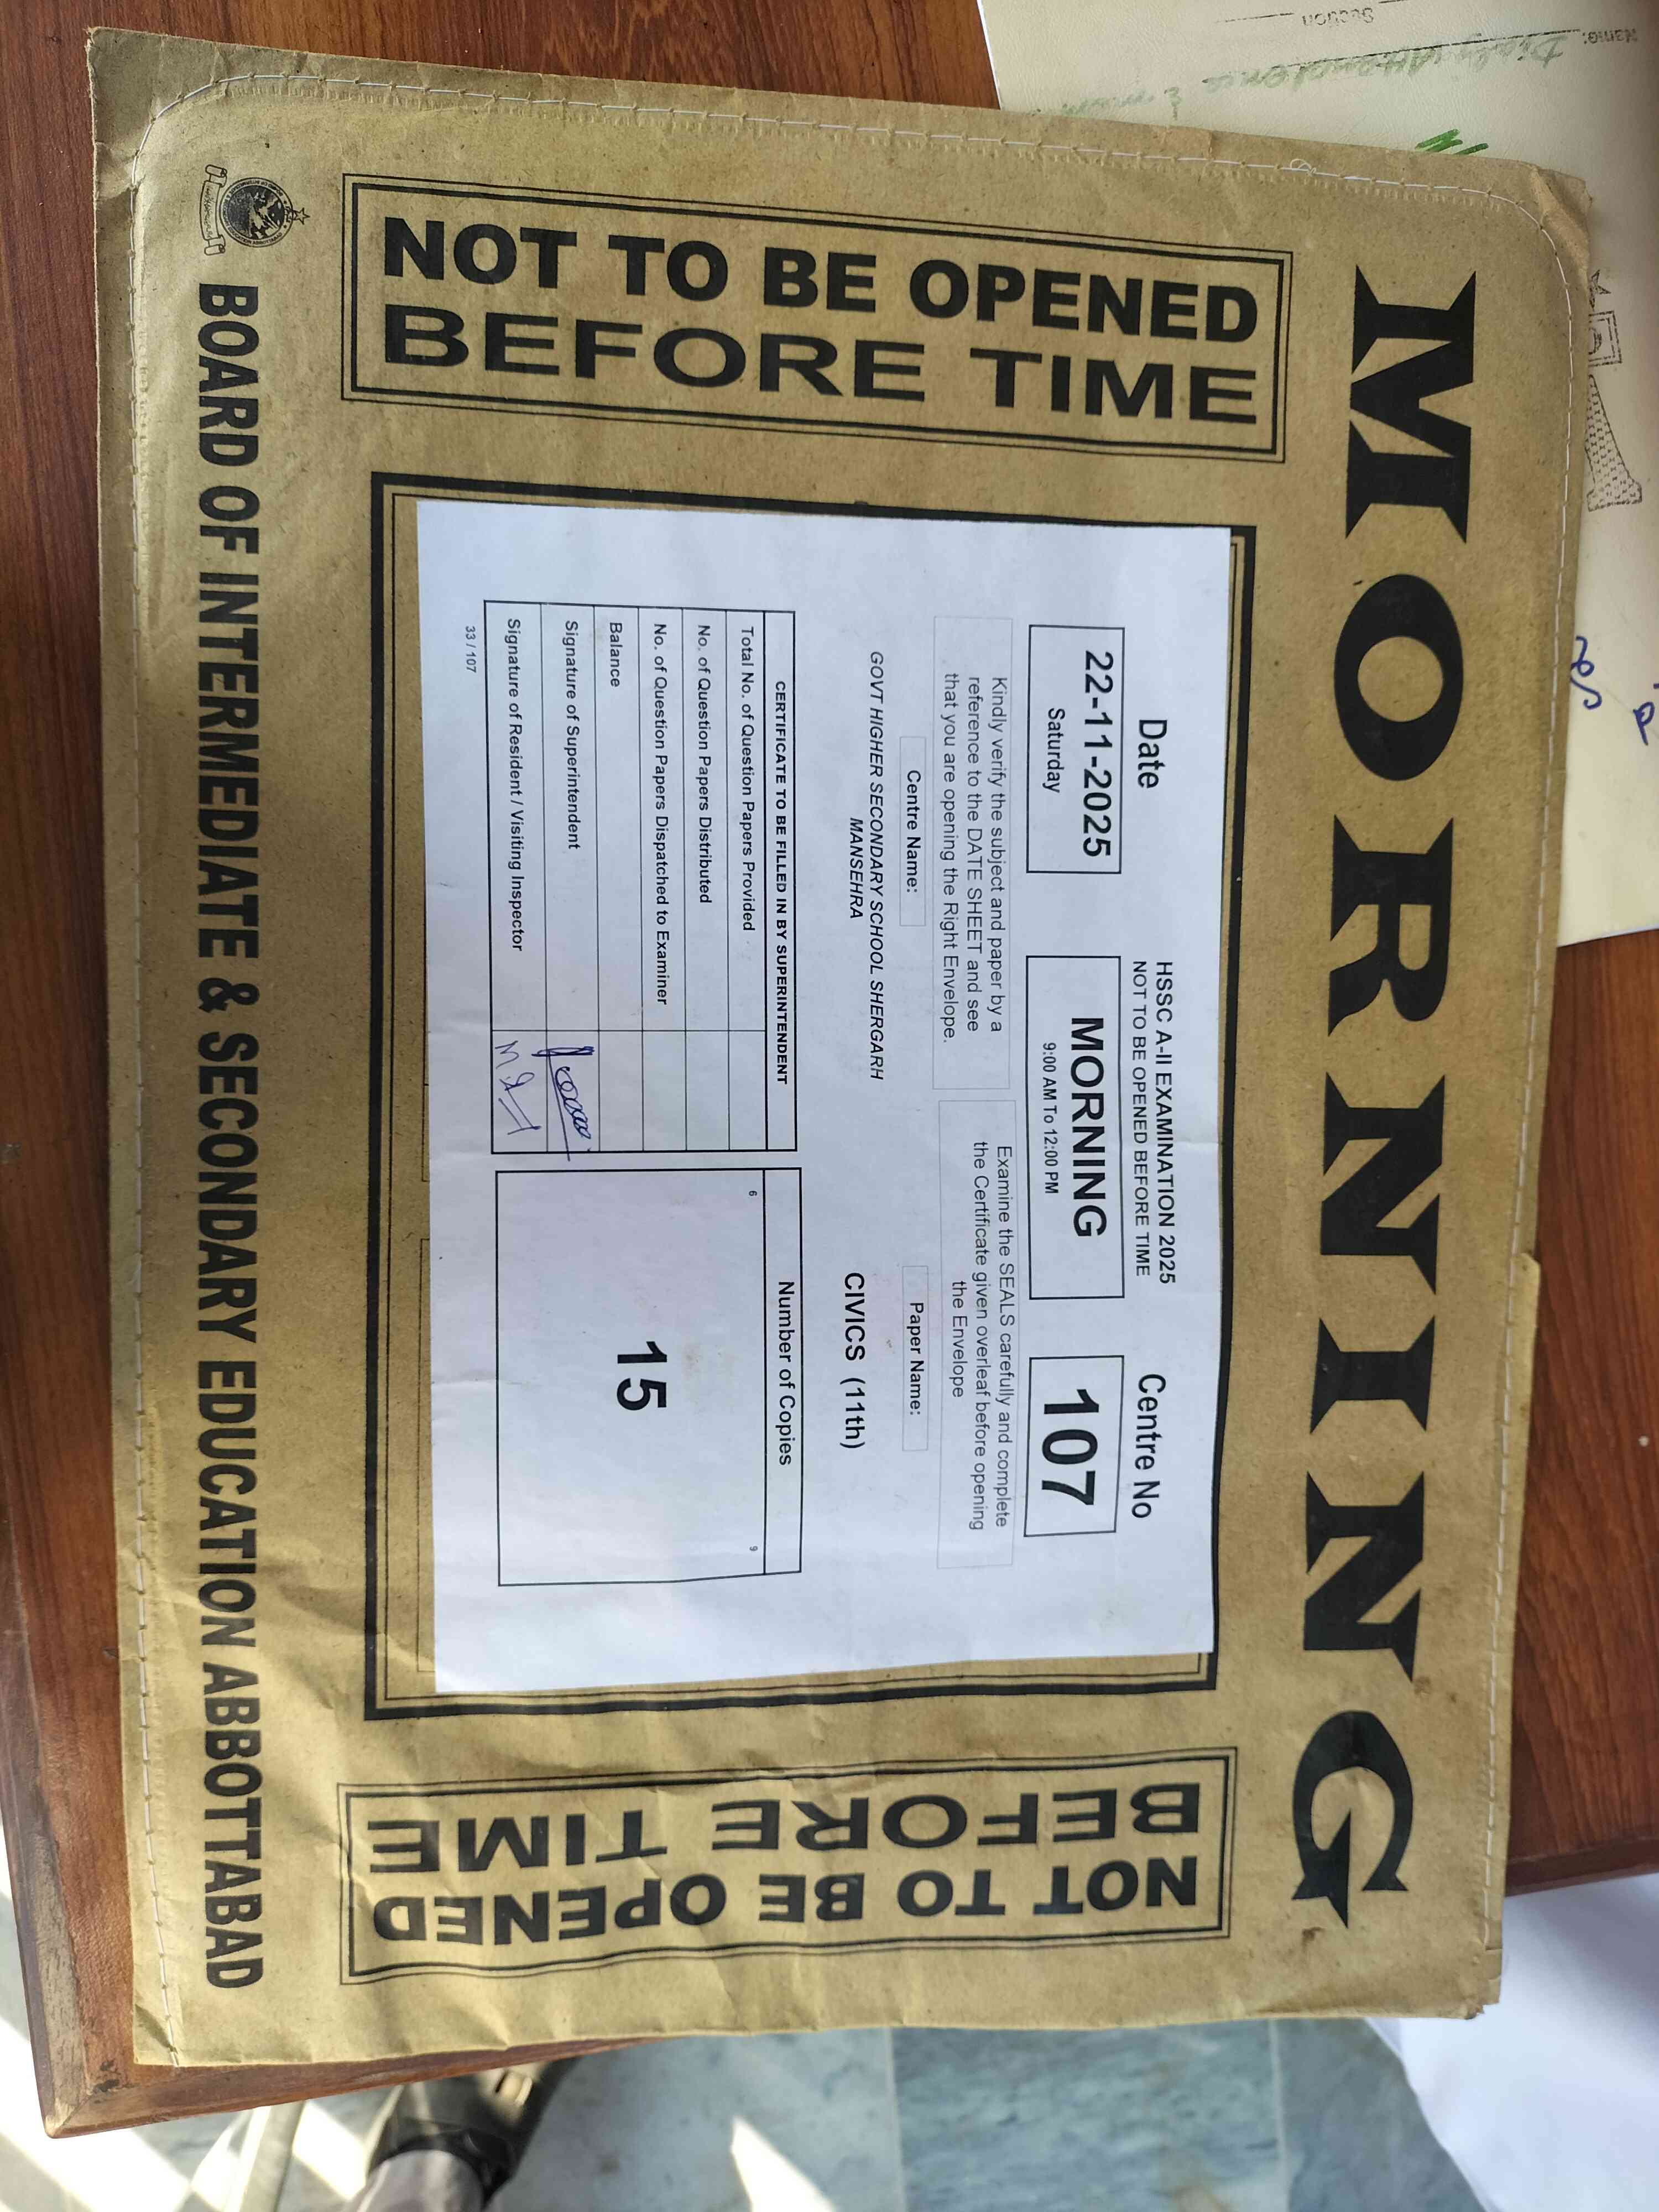 MORNING
NOT TO BE OPENED
BEFORE TIME
Date
22-11-2025
Saturday
HSSC A-II EXAMINATION 2025
NOT TO BE OPENED BEFORE TIME
MORNING
9:00 AM To 12:00 PM
Centre No
107
Kindly verify the subject and paper by a
reference to the DATE SHEET and see
that you are opening the Right Envelope.
Examine the SEALS carefully and complete
the Certificate given overleaf before opening
the Envelope
Centre Name:
GOVT HIGHER SECONDARY SCHOOL SHERGARH
MANSEHRA
Paper Name:
CIVICS (11th)
CERTIFICATE TO BE FILLED IN BY SUPERINTENDENT
Total No. of Question Papers Provided
No. of Question Papers Distributed
No. of Question Papers Dispatched to Examiner
Balance
Signature of Superintendent
Signature of Resident / Visiting Inspector
33 / 107
Number of Copies
6
9
15
NOT TO BE OPENED
BEFORE TIME
BOARD OF INTERMEDIATE & SECONDARY EDUCATION ABBOTTABAD
Name:
Section